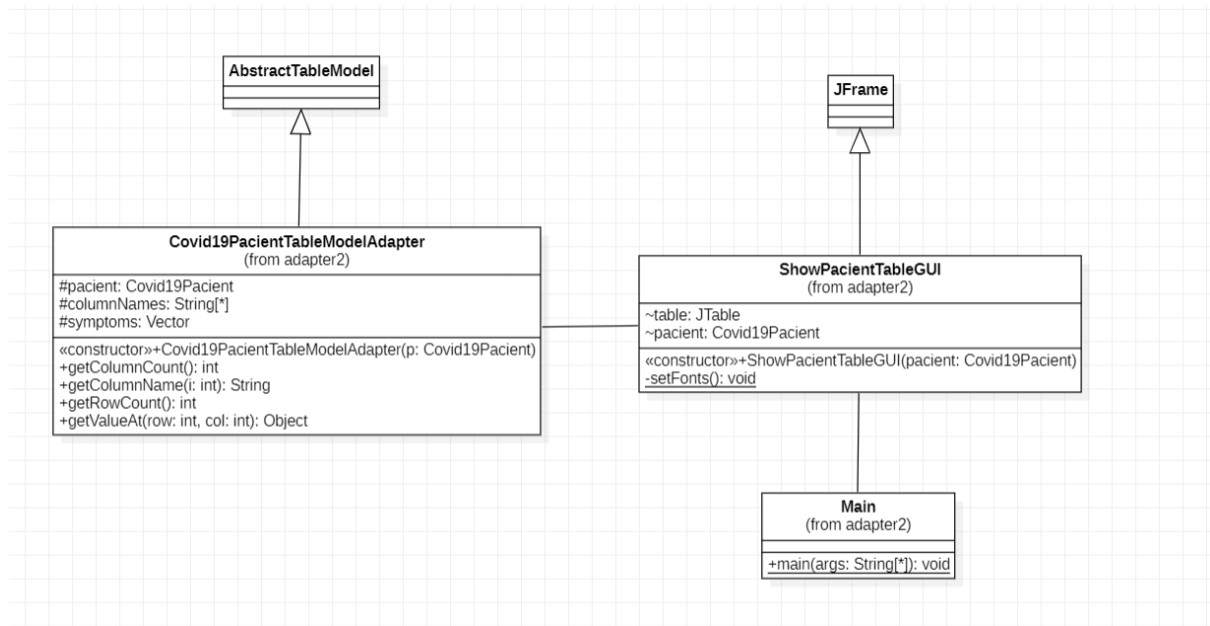 AbstractTableModel
JFrame
Covid19PacientTableModelAdapter
(from adapter2)
#pacient: Covid19Pacient
#columnNames: String[*]
#symptoms: Vector
«constructor»+Covid19PacientTableModelAdapter(p: Covid19Pacient)
+getColumnCount(): int
+getColumnName(i: int): String
+getRowCount(): int
+getValueAt(row: int, col: int): Object
ShowPacientTableGUI
(from adapter2)
~table: JTable
~pacient: Covid19Pacient
«constructor»+ShowPacientTableGUI(pacient: Covid19Pacient)
-setFonts(): void
Main
(from adapter2)
+main(args: String[*]): void